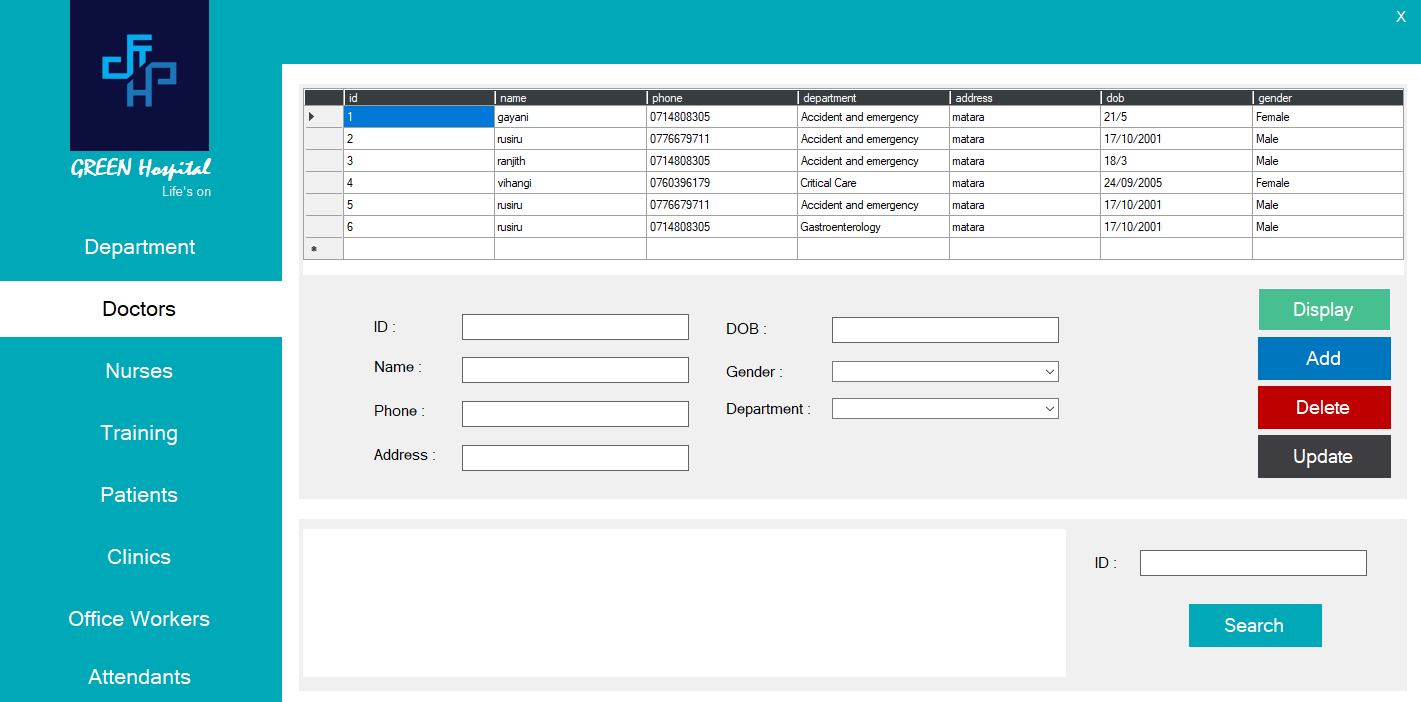 X
GREEN Hospital
Life's on
Department
Doctors
Nurses
Training
Patients
Clinics
Office Workers
Attendants
id name phone department address dob gender
1 gayani 0714808305 Accident and emergency matara 21/5 Female
2 rusiru 0776679711 Accident and emergency matara 17/10/2001 Male
3 ranjith 0714808305 Accident and emergency matara 18/3 Male
4 vihangi 0760396179 Critical Care matara 24/09/2005 Female
5 rusiru 0776679711 Accident and emergency matara 17/10/2001 Male
6 rusiru 0714808305 Gastroenterology matara 17/10/2001 Male
*
ID :
Name :
Phone :
Address :
DOB :
Gender :
Department :
Display
Add
Delete
Update
ID :
Search